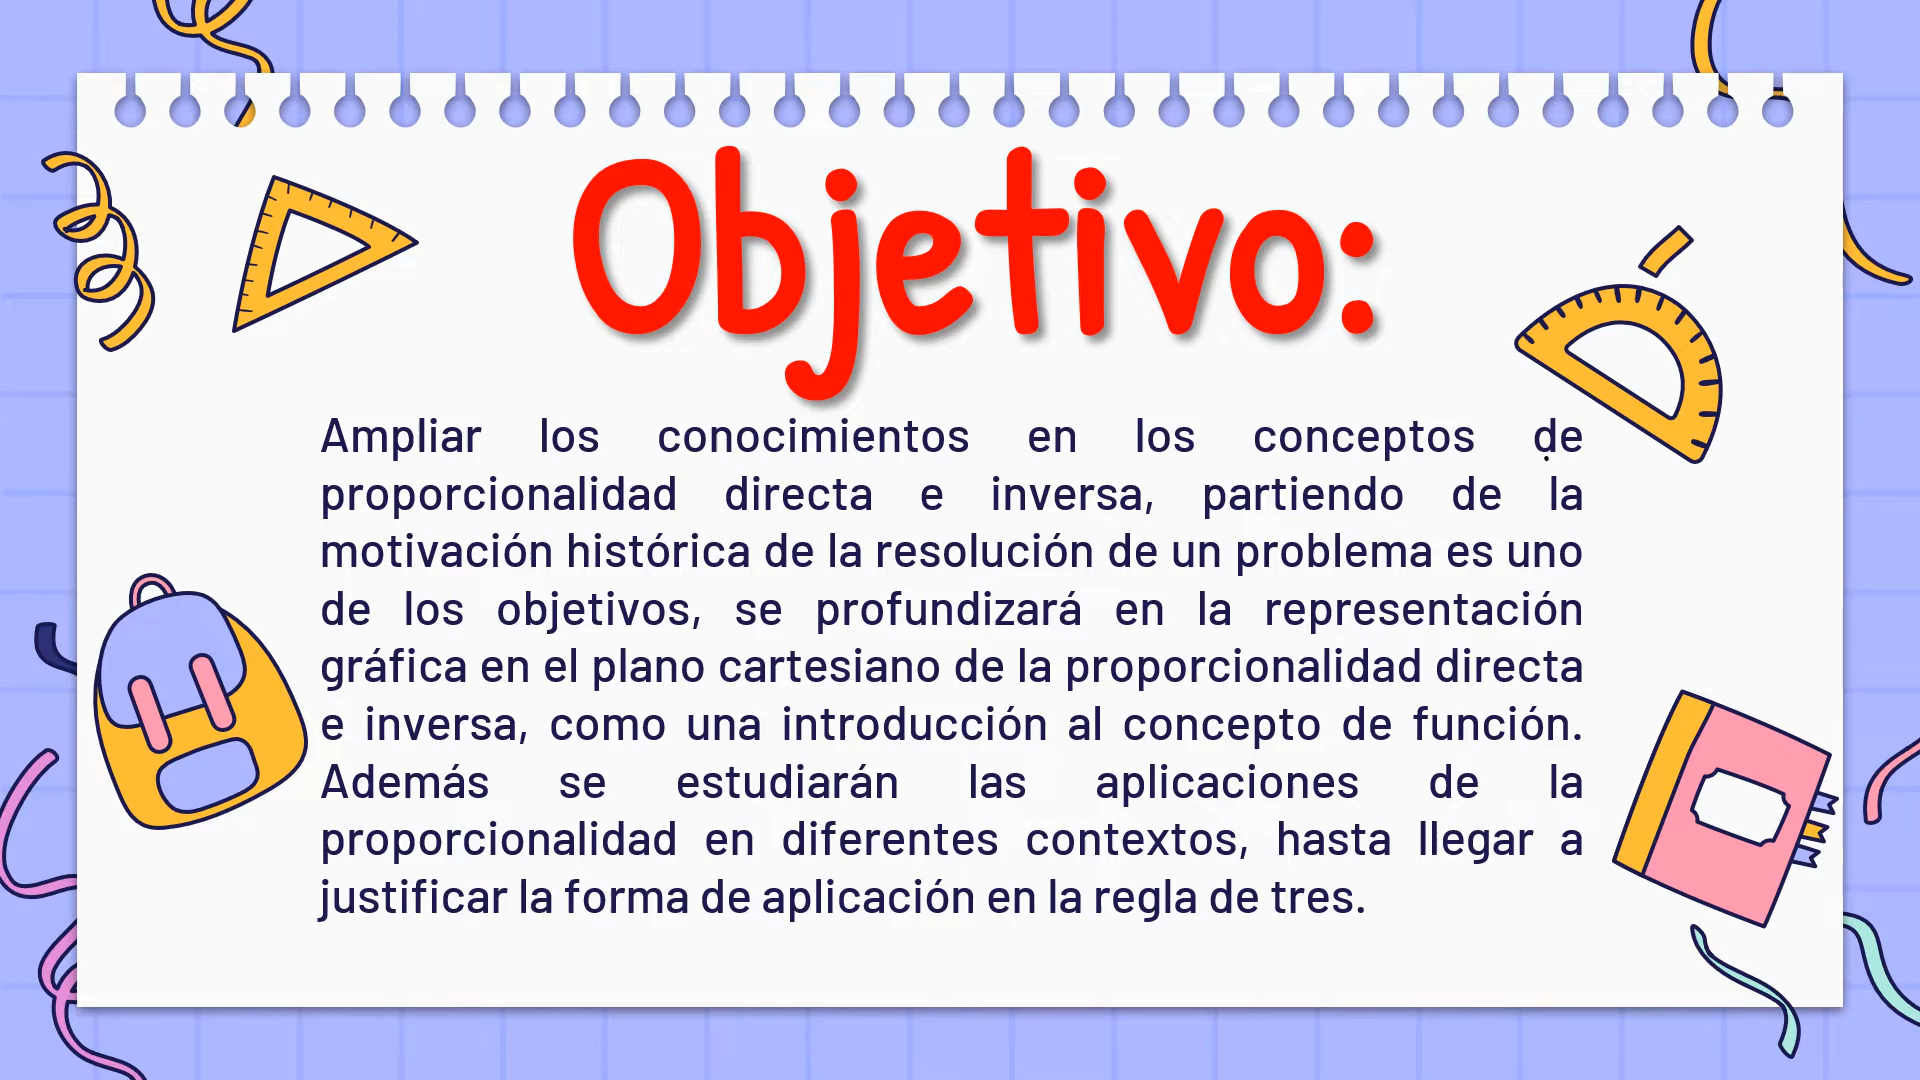 Objetivo:
Ampliar los conocimientos en los conceptos de
proporcionalidad directa e inversa, partiendo de la
motivación histórica de la resolución de un problema es uno
de los objetivos, se profundizará en la representación
gráfica en el plano cartesiano de la proporcionalidad directa
e inversa, como una introducción al concepto de función.
Además se estudiarán las aplicaciones de la
proporcionalidad en diferentes contextos, hasta llegar a
justificar la forma de aplicación en la regla de tres.